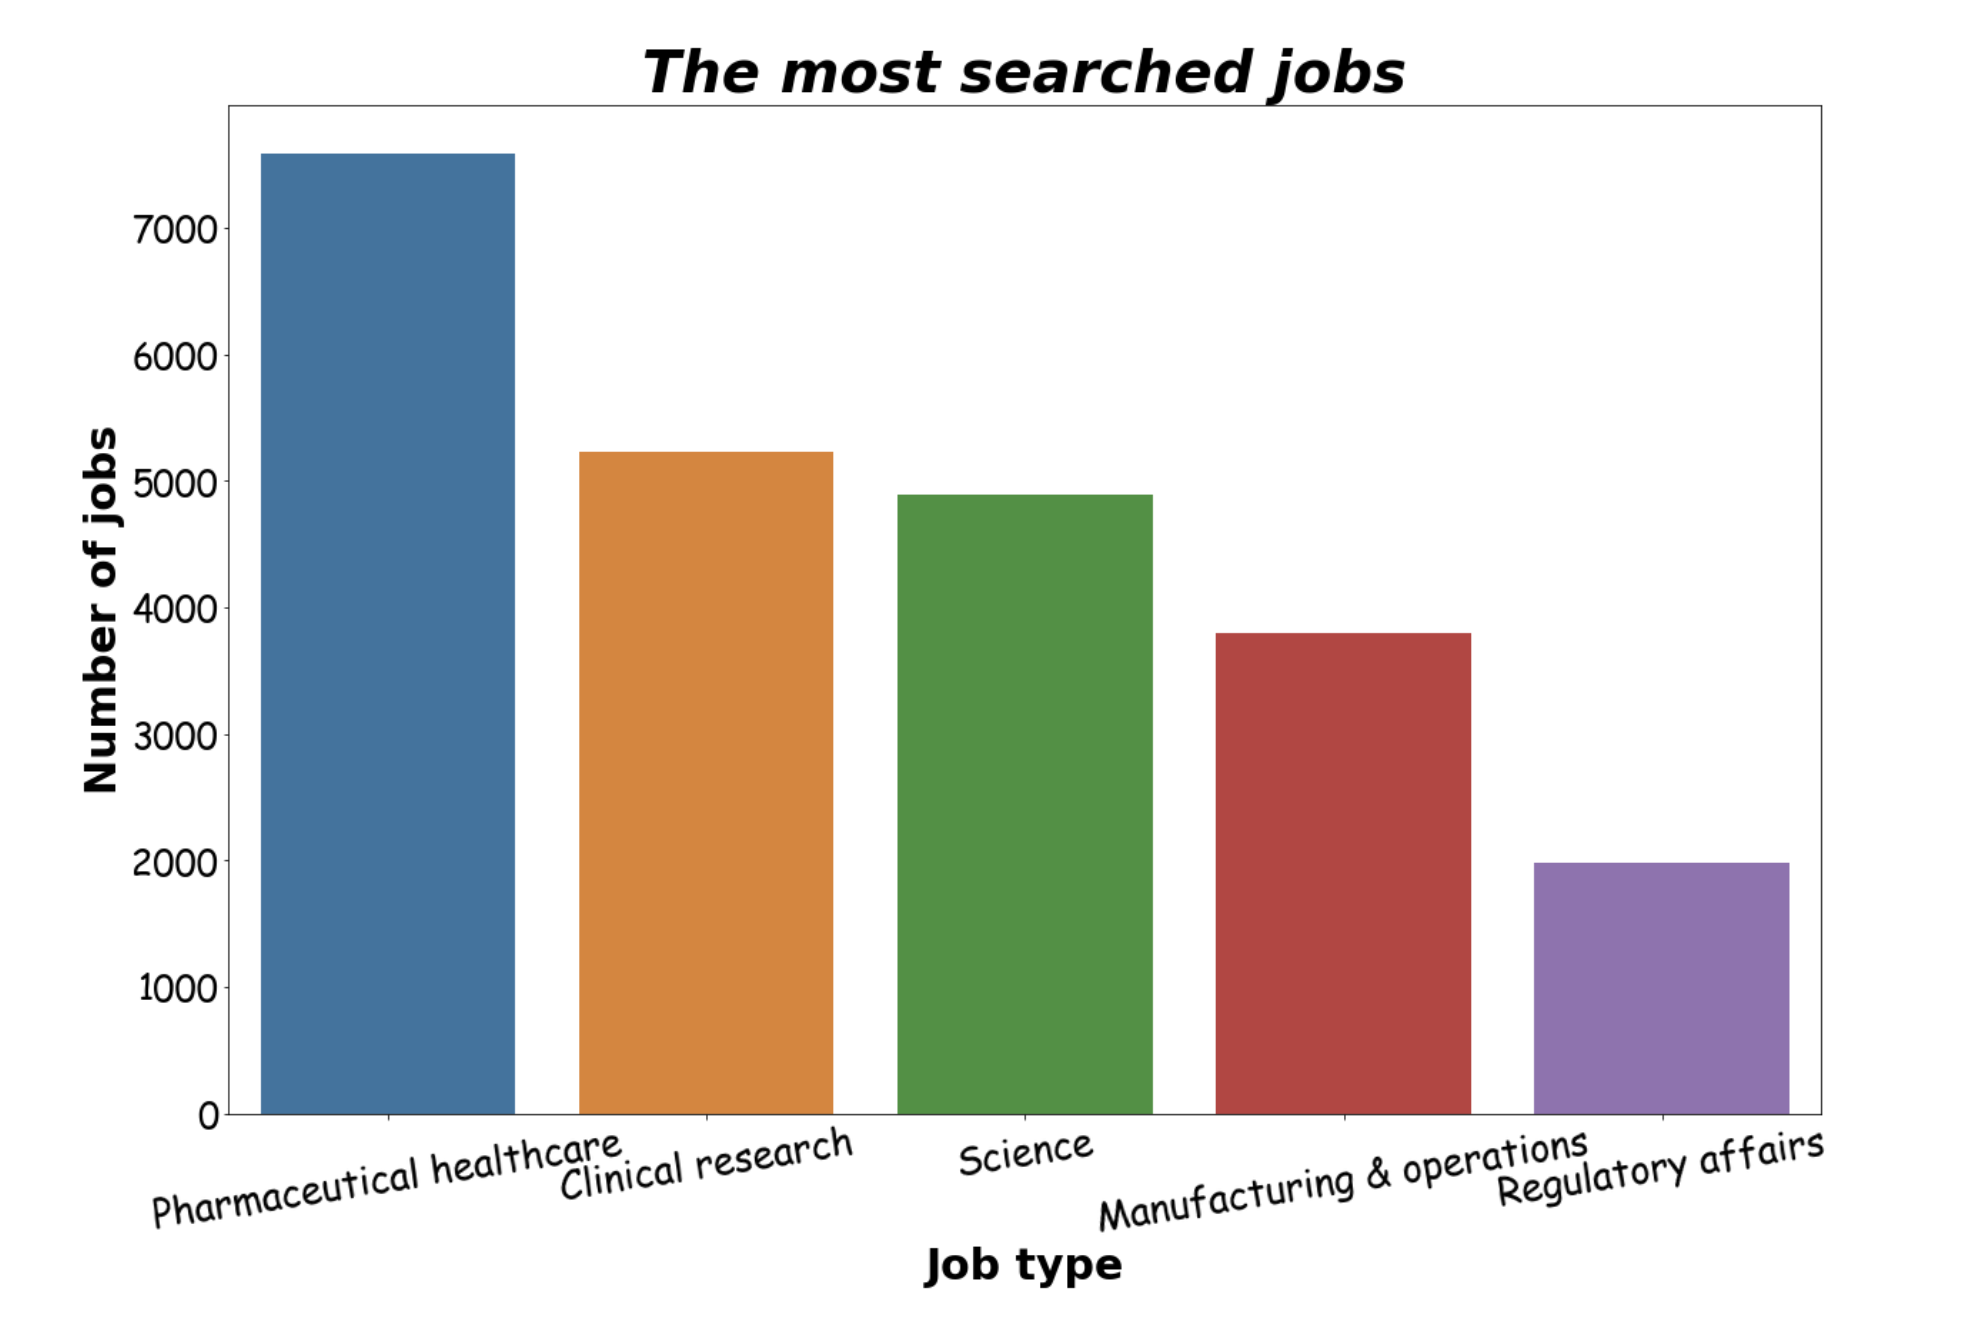 The most searched jobs
Number of jobs
7000
6000
5000
4000
3000
2000
1000
0
Pharmaceutical healthcare
Clinical research
Science
Manufacturing & operations
Regulatory affairs
Job type